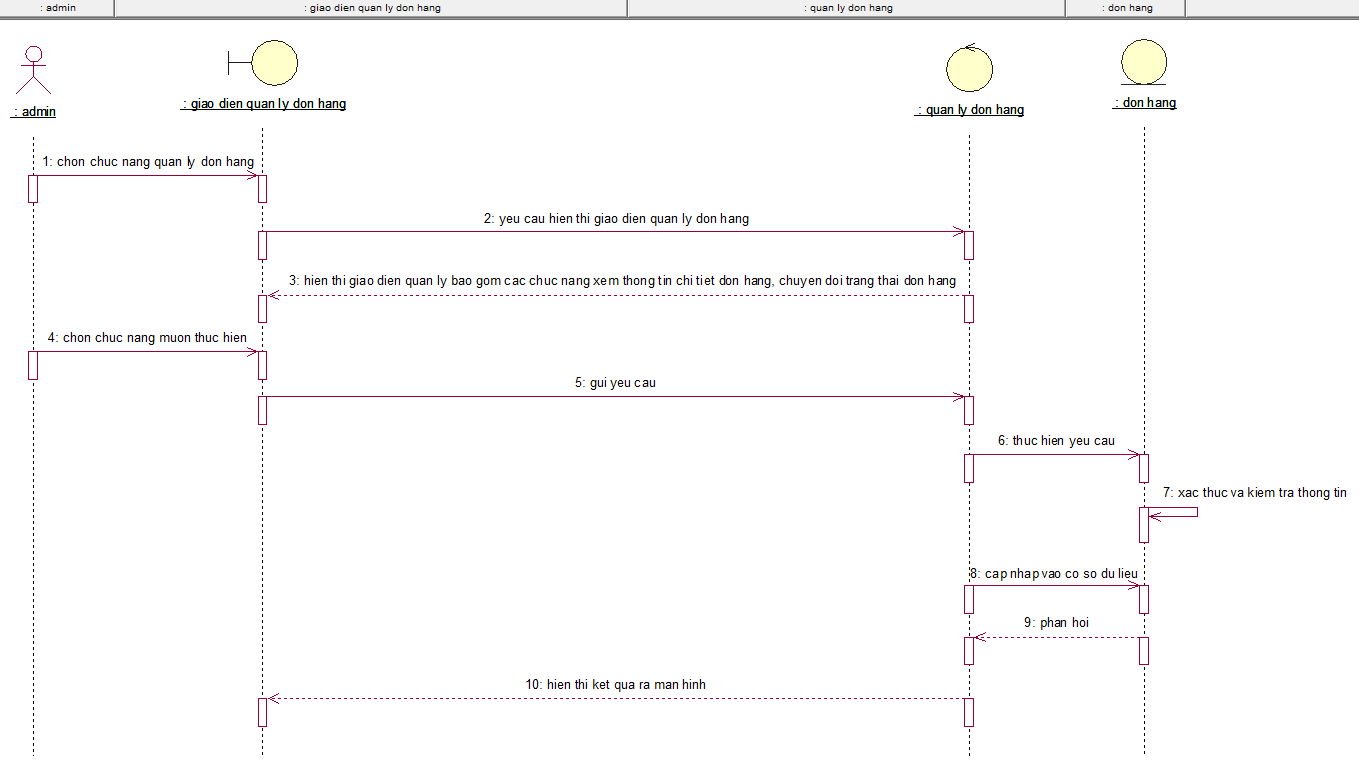 : admin
: giao dien quan ly don hang
: quan ly don hang
: don hang
: admin
: giao dien quan ly don hang
: quan ly don hang
: don hang
1: chon chuc nang quan ly don hang
2: yeu cau hien thi giao dien quan ly don hang
3: hien thi giao dien quan ly bao gom cac chuc nang xem thong tin chi tiet don hang, chuyen doi trang thai don hang
4: chon chuc nang muon thuc hien
5: gui yeu cau
6: thuc hien yeu cau
7: xac thuc va kiem tra thong tin
8: cap nhap vao co so du lieu
9: phan hoi
10: hien thi ket qua ra man hinh